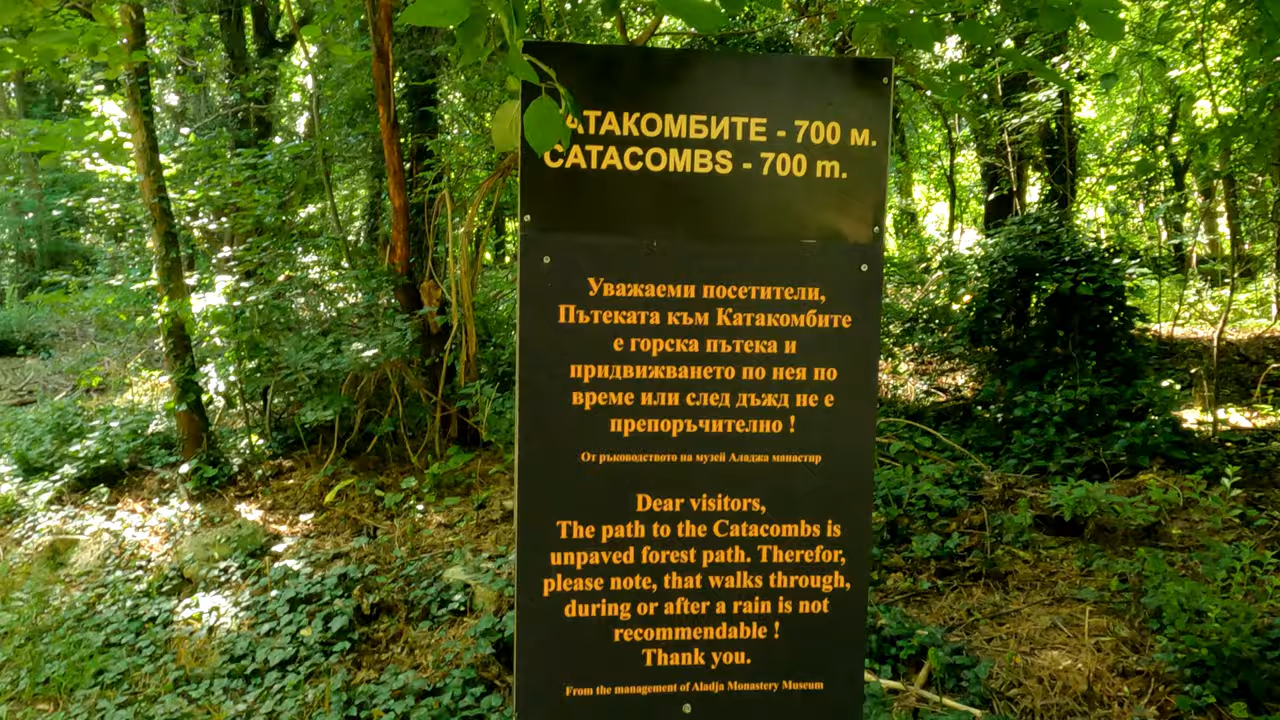 КАТАКОМБИТЕ - 700 м.
CATACOMBS - 700 m.
Уважаеми посетители,
Пътеката към Катакомбите
е горска пътека и
придвижването по нея по
време или след дъжд не е
препоръчително !
От ръководството на музей Аладжа манастир
Dear visitors,
The path to the Catacombs is
unpaved forest path. Therefor,
please note, that walks through,
during or after a rain is not
recommendable !
Thank you.
From the management of Aladja Monastery Museum